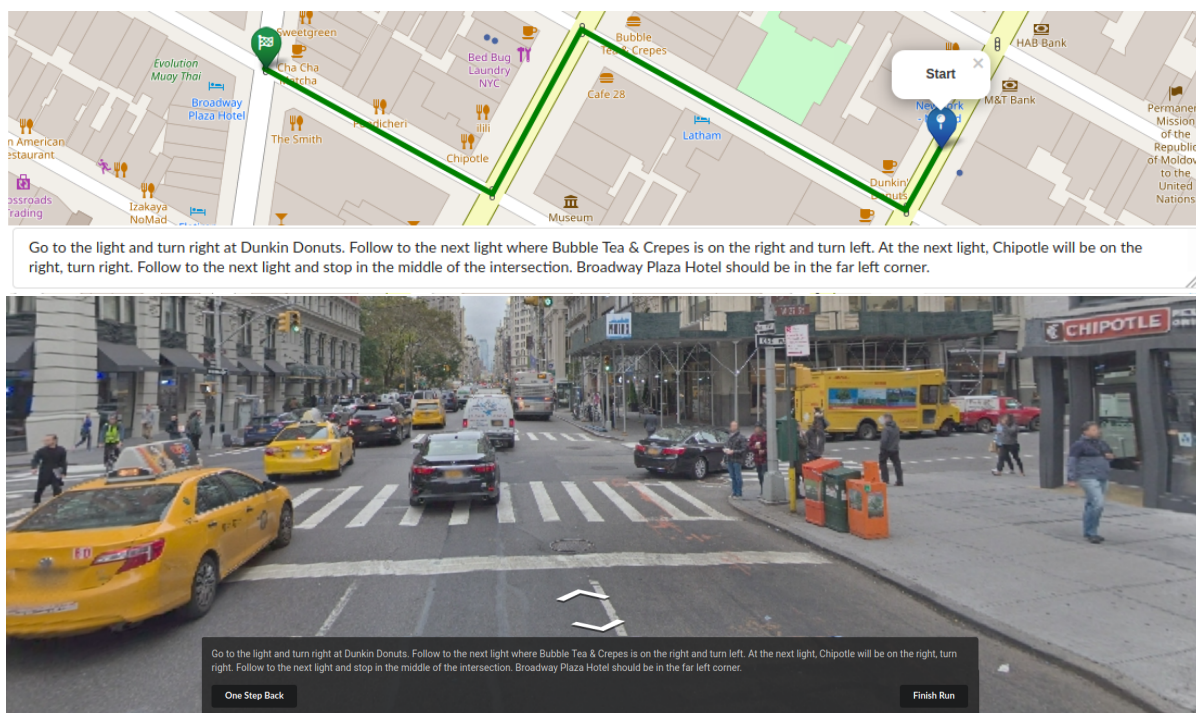 Sweetgreen
Evolution
Muay Thai
Cha Cha
Matcha
Broadway
Plaza Hotel
The Smith
Pondicheri
ilili
Chipotle
Bed Bug
Laundry
NYC
Bubble
Tea & Crepes
Cafe 28
Latham
Museum
Start
HAB Bank
M&T Bank
Dunkin'
Donuts
Permanen
Mission
of the
Republic
of Moldov
to the
United
Nations
n American
estaurant
ossroads
Trading
Izakaya
NoMad
Go to the light and turn right at Dunkin Donuts. Follow to the next light where Bubble Tea & Crepes is on the right and turn left. At the next light, Chipotle will be on the
right, turn right. Follow to the next light and stop in the middle of the intersection. Broadway Plaza Hotel should be in the far left corner.
CHIPOTLE
Go to the light and turn right at Dunkin Donuts. Follow to the next light where Bubble Tea & Crepes is on the right and turn left. At the next light, Chipotle will be on the right, turn
right. Follow to the next light and stop in the middle of the intersection. Broadway Plaza Hotel should be in the far left corner.
One Step Back
Finish Run